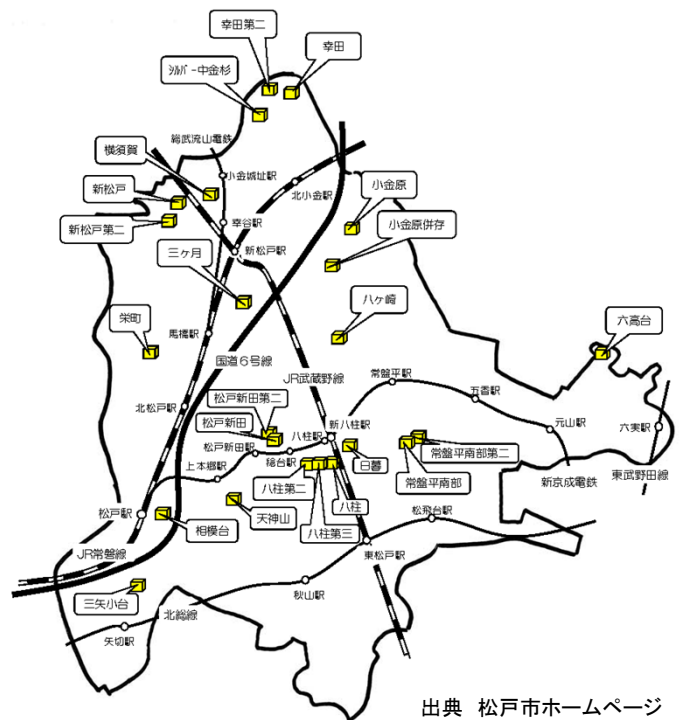 幸田第二
幸田
シルバー中金杉
総武流山電鉄
横須賀
小金城址駅
北小金駅
新松戸
小金原
新松戸第二
幸谷駅
小金原併存
三ヶ月
新松戸駅
栄町
馬橋駅
八ヶ崎
六高台
国道6号線
JR武蔵野線
常盤平駅
五香駅
北松戸駅
松戸新田第二
松戸新田
八柱駅
新八柱駅
元山駅
六実駅
松戸新田駅
稔台駅
日暮
常盤平南部第二
上本郷駅
常盤平南部
新京成電鉄
東武野田線
八柱第二
八柱
松戸駅
相模台
天神山
八柱第三
松飛台駅
JR常磐線
東松戸駅
三矢小台
北総線
秋山駅
矢切駅
出典 松戸市ホームページ